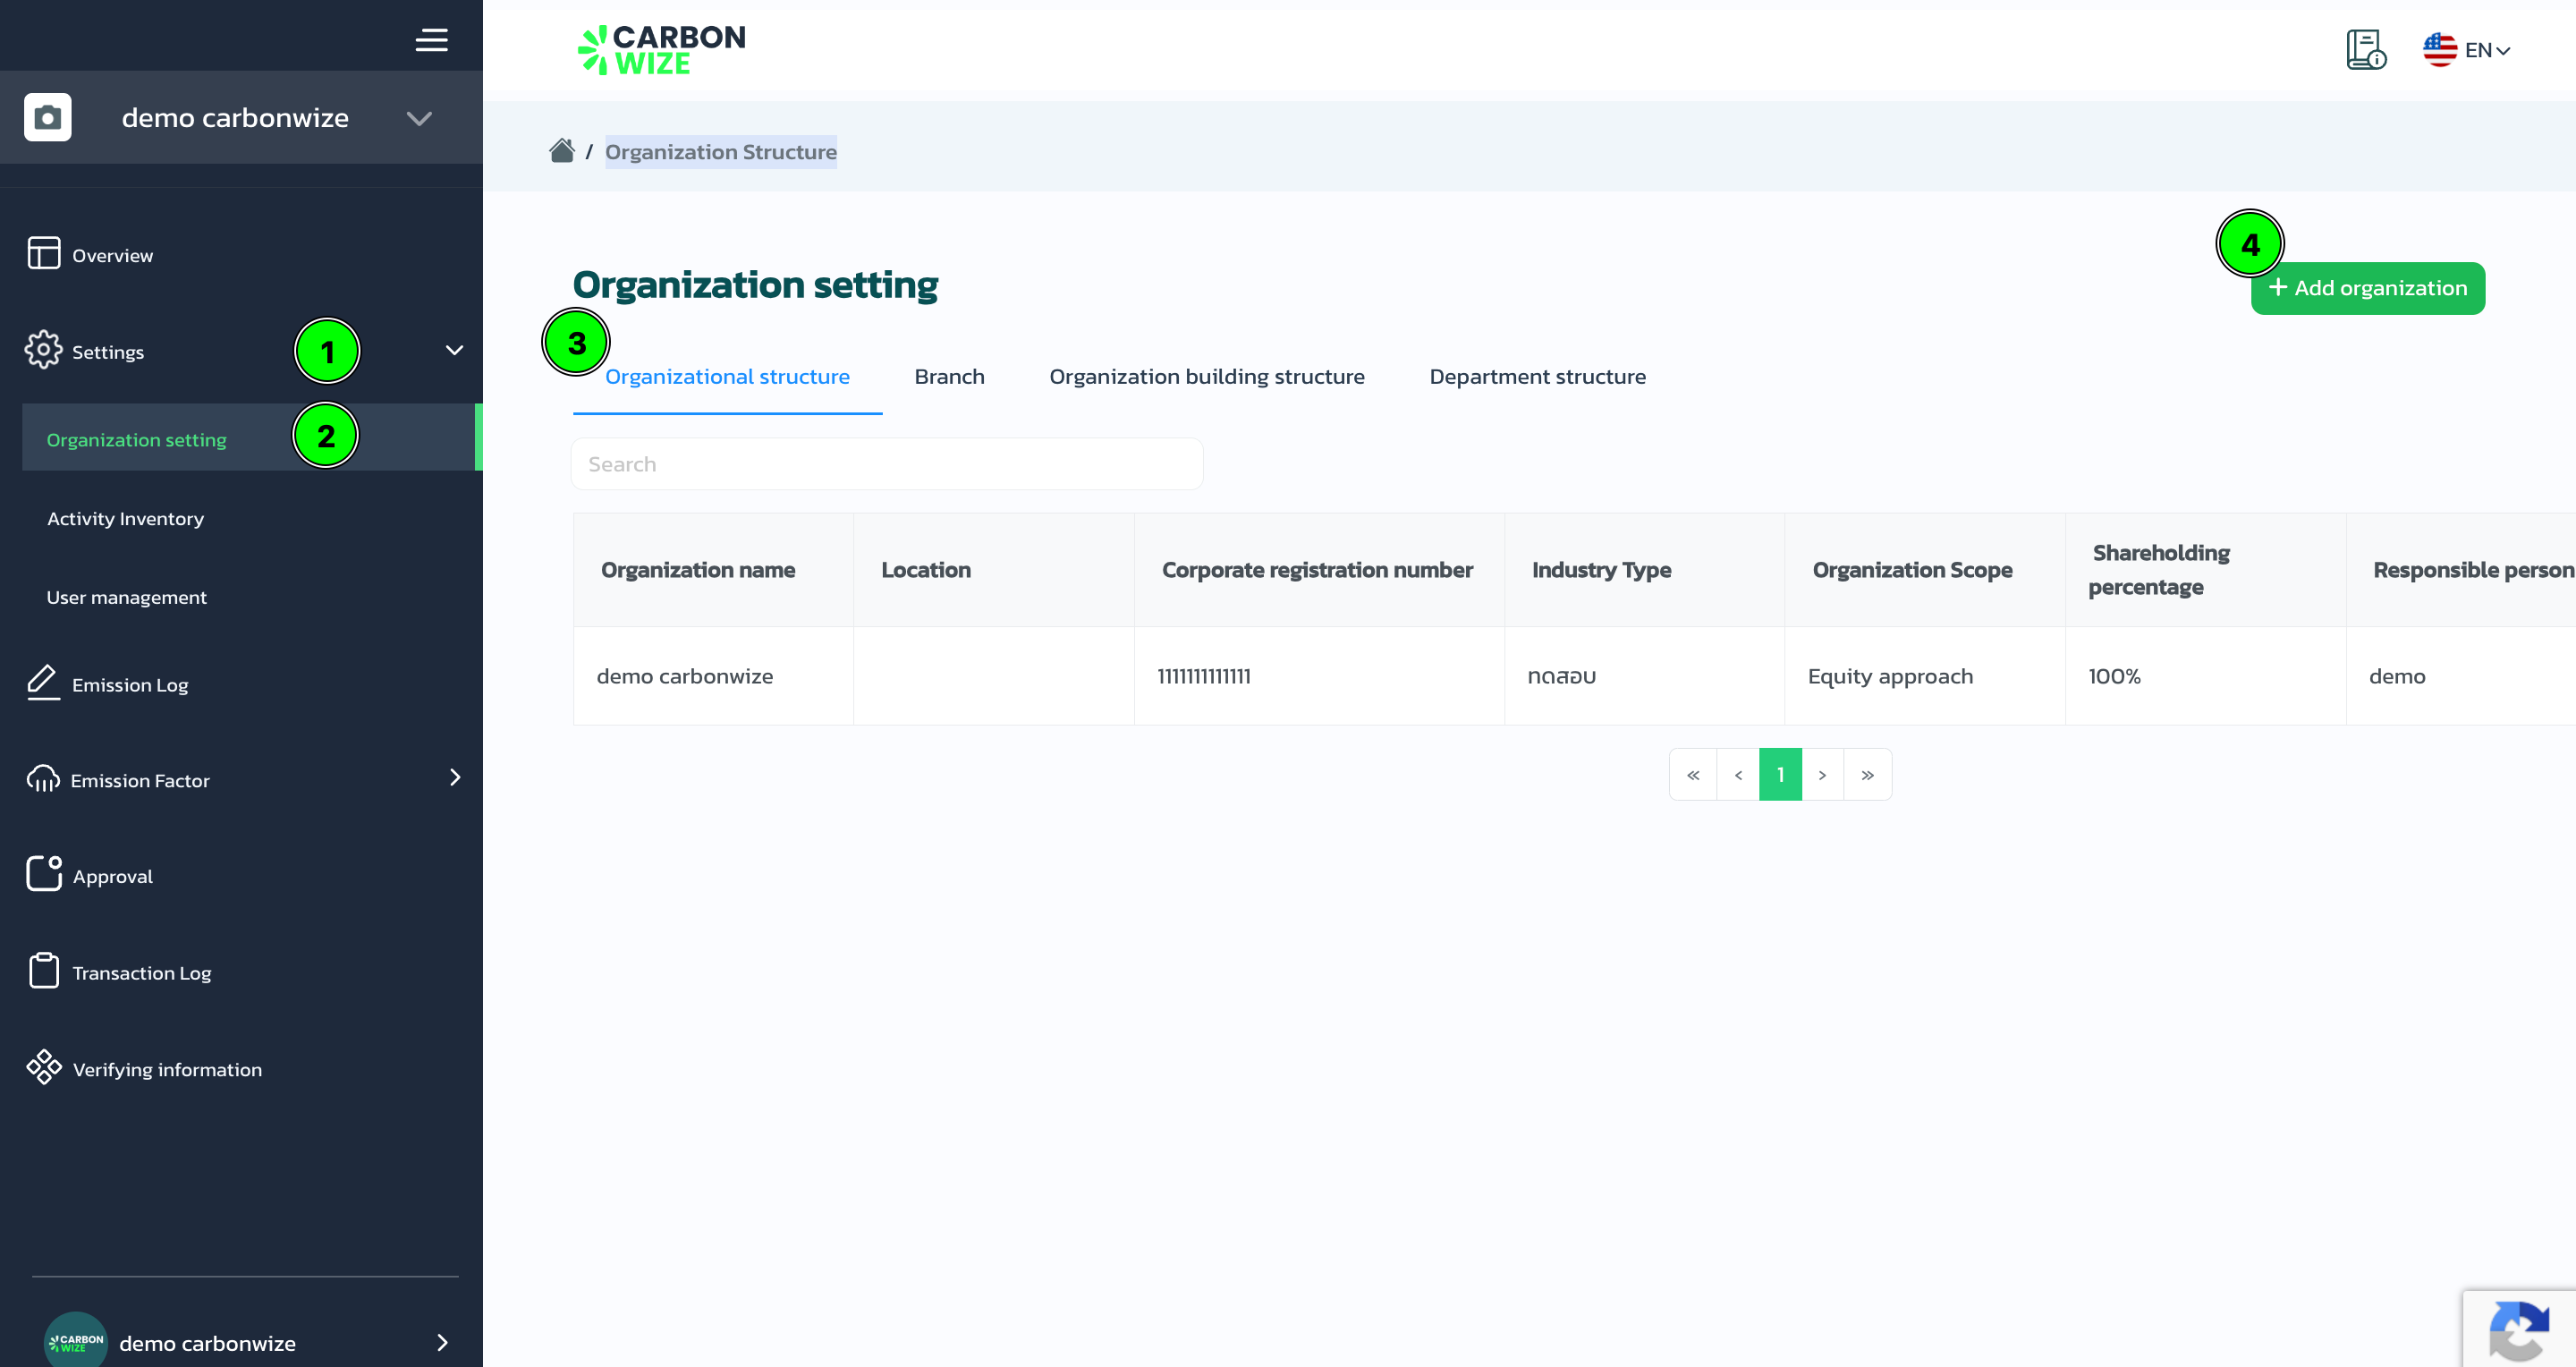 demo carbonwize
Overview
Settings
1
Organization setting
2
Activity Inventory
User management
Emission Log
Emission Factor
Approval
Transaction Log
Verifying information
CARBON
WIZE
demo carbonwize
CARBON
WIZE
EN
/ Organization Structure
Organization setting
4
+ Add organization
3
Organizational structure Branch Organization building structure Department structure
Search
Organization name Location Corporate registration number Industry Type Organization Scope Shareholding percentage Responsible person
demo carbonwize 1111111111111 ทดสอบ Equity approach 100% demo
« ‹ 1 › »